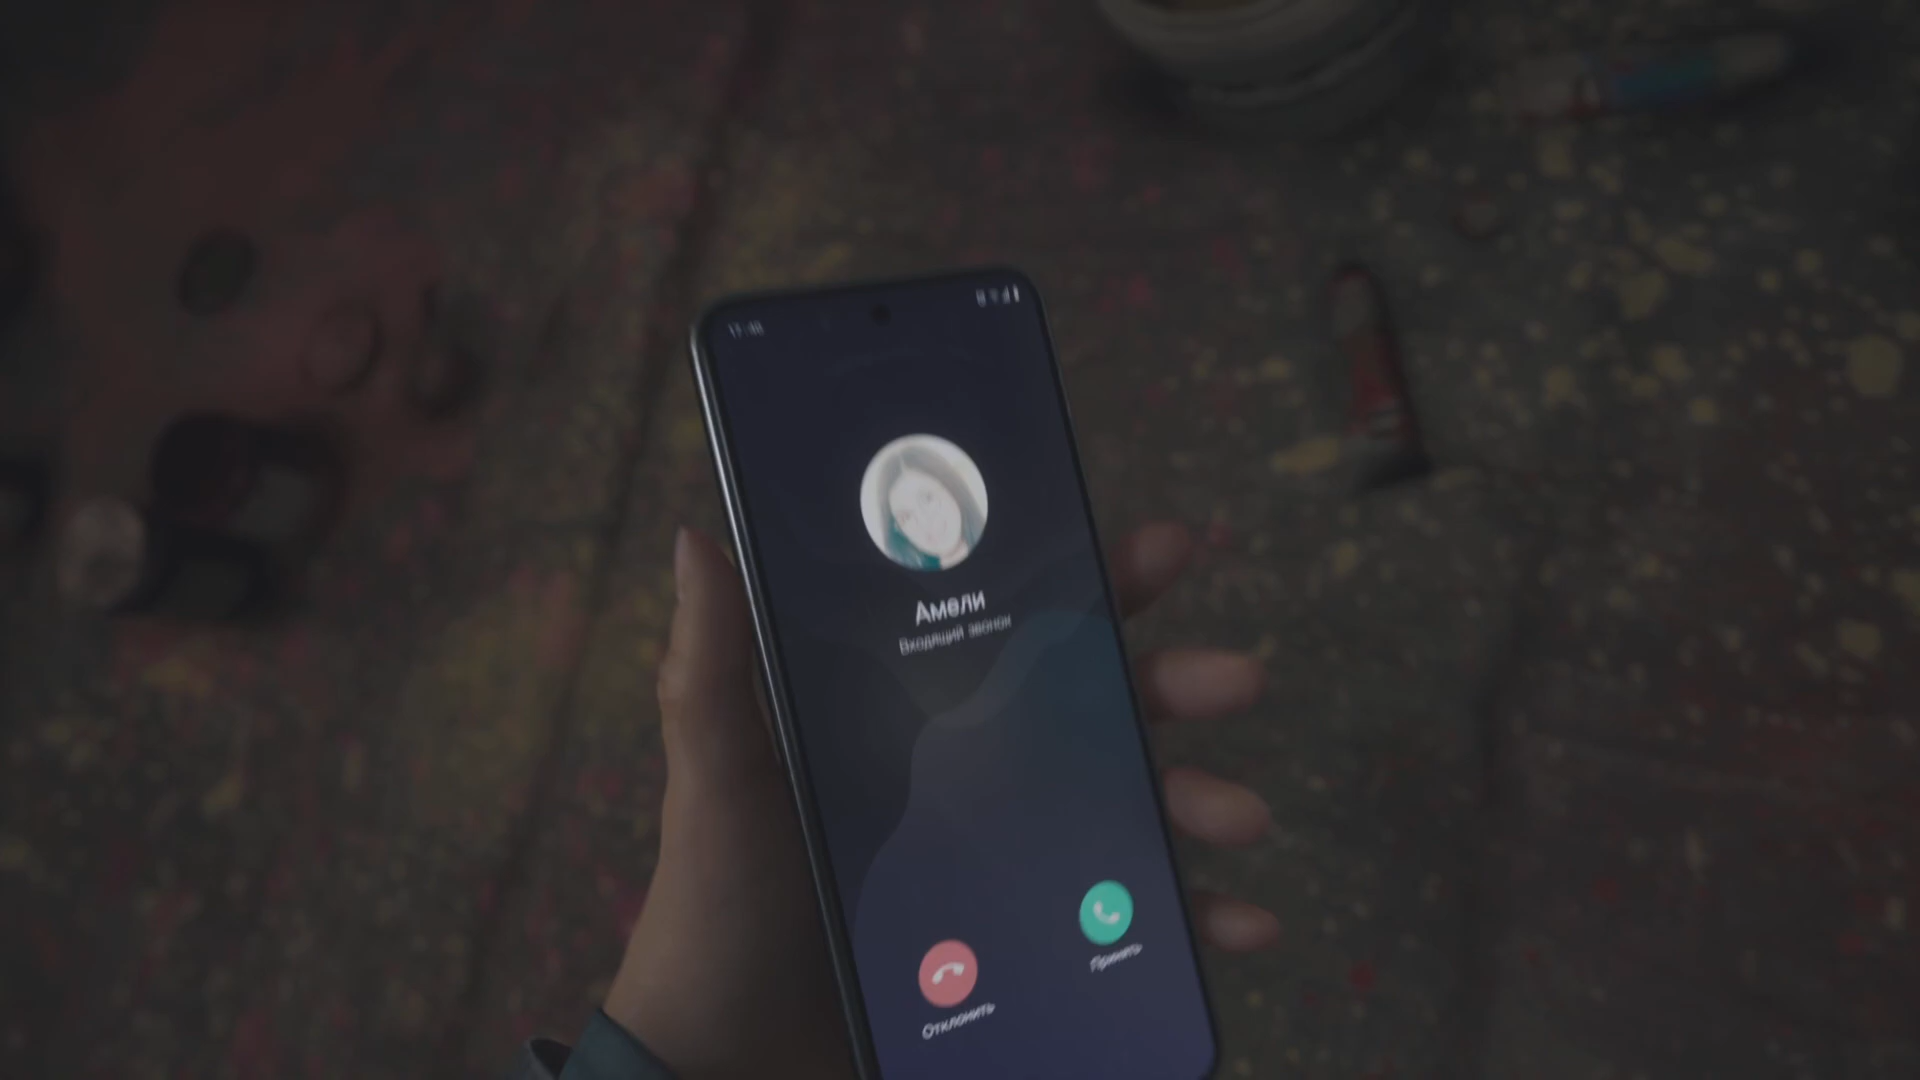 Амели
Входящий звонок
Принять
Отклонить